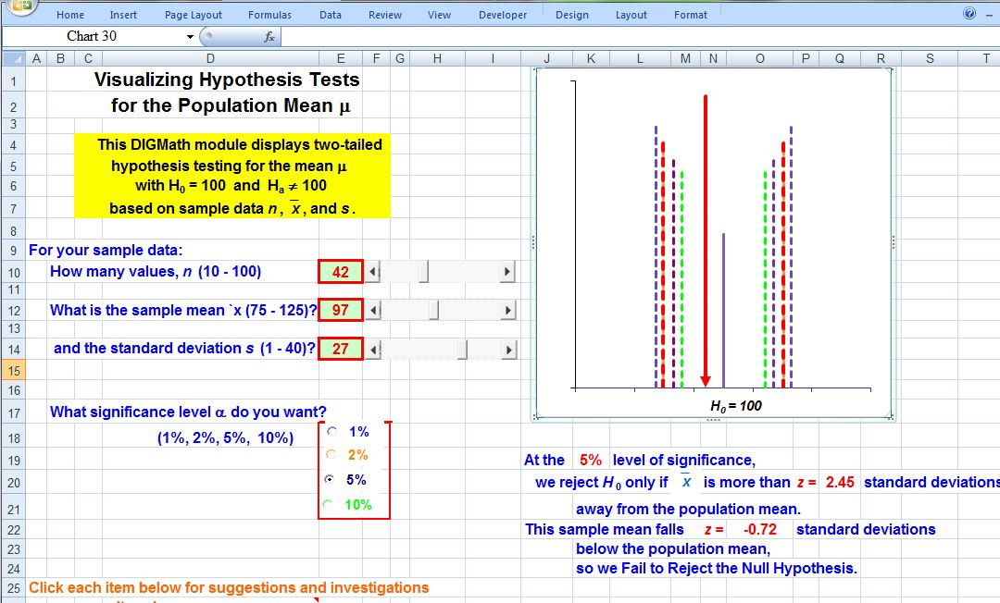 Home Insert Page Layout Formulas Data Review View Developer Design Layout Format
Chart 30 fx
A B C D E F G H I J K L M N O P Q R S T
1 Visualizing Hypothesis Tests
2 for the Population Mean μ
3
4 This DIGMath module displays two-tailed
5 hypothesis testing for the mean μ
6 with H₀ = 100 and Hₐ ≠ 100
7 based on sample data n, x̅, and s.
8
9 For your sample data:
10 How many values, n (10 - 100) 42
11
12 What is the sample mean `x (75 - 125)? 97
13
14 and the standard deviation s (1 - 40)? 27
15
16
17 What significance level α do you want?
18 (1%, 2%, 5%, 10%) 1%
19 2%
20 5%
21 10%
22
23
24
25 Click each item below for suggestions and investigations
H₀ = 100
At the 5% level of significance,
we reject H₀ only if x̅ is more than z = 2.45 standard deviations
away from the population mean.
This sample mean falls z = -0.72 standard deviations
below the population mean,
so we Fail to Reject the Null Hypothesis.